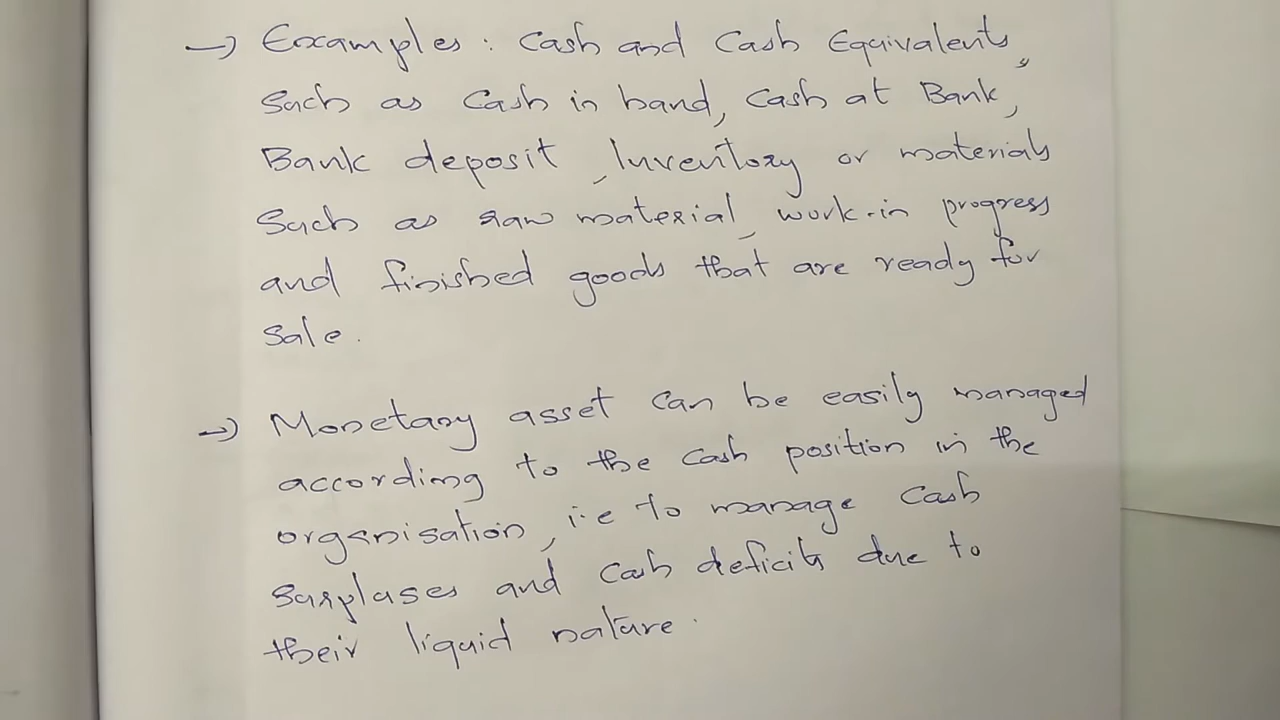 → Examples : Cash and Cash Equivalents,
Such as Cash in hand, Cash at Bank,
Bank deposit, Inventory or materials
Such as raw material, work-in progress
and finished goods that are ready for
Sale.
→ Monetary asset can be easily managed
according to the cash position in the
organisation, i.e to manage Cash
Surpluses and Cash deficits due to
their liquid nature.